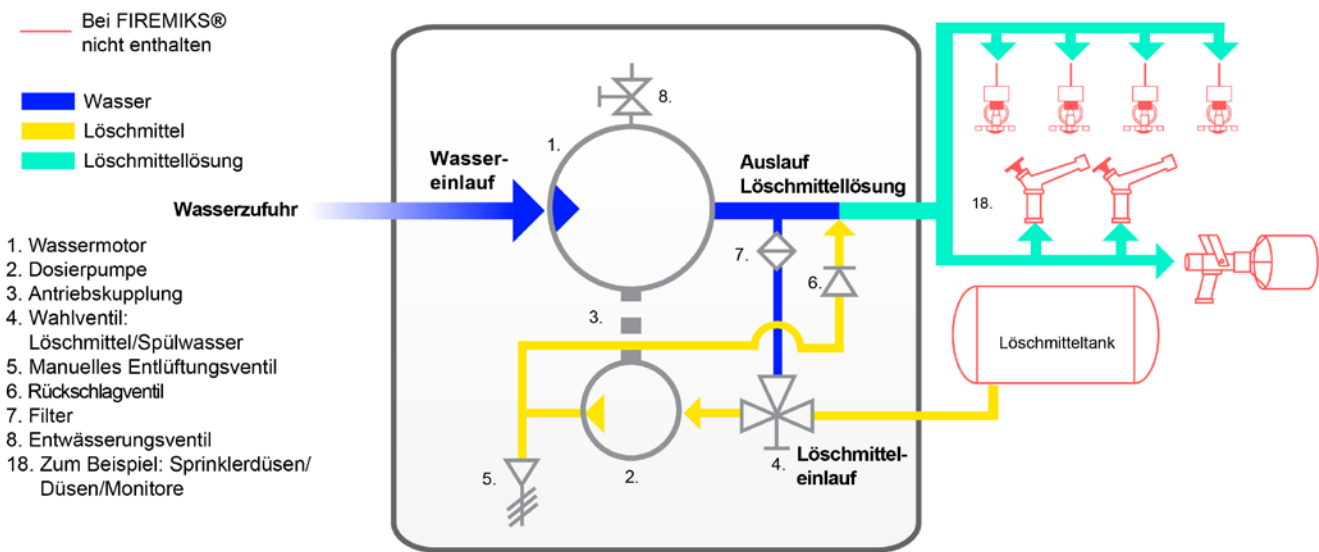 Bei FIREMIKS®
nicht enthalten
Wasser
Löschmittel
Löschmittellösung
Wasserzufuhr
1. Wassermotor
2. Dosierpumpe
3. Antriebskupplung
4. Wahlventil:
Löschmittel/Spülwasser
5. Manuelles Entlüftungsventil
6. Rückschlagventil
7. Filter
8. Entwässerungsventil
18. Zum Beispiel: Sprinklerdüsen/
Düsen/Monitore
8.
1.
Wasser-
einlauf
Auslauf
Löschmittellösung
7.
6.
3.
5.
2.
4.
Löschmittel-
einlauf
18.
Löschmitteltank